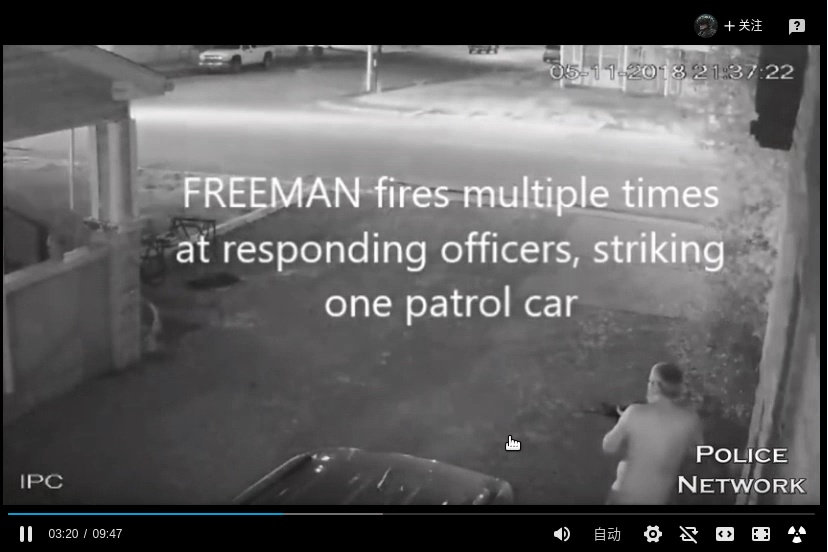 + 关注
05-11-2018 21:37:22
FREEMAN fires multiple times
at responding officers, striking
one patrol car
POLICE
NETWORK
IPC
03:20 / 09:47
自动